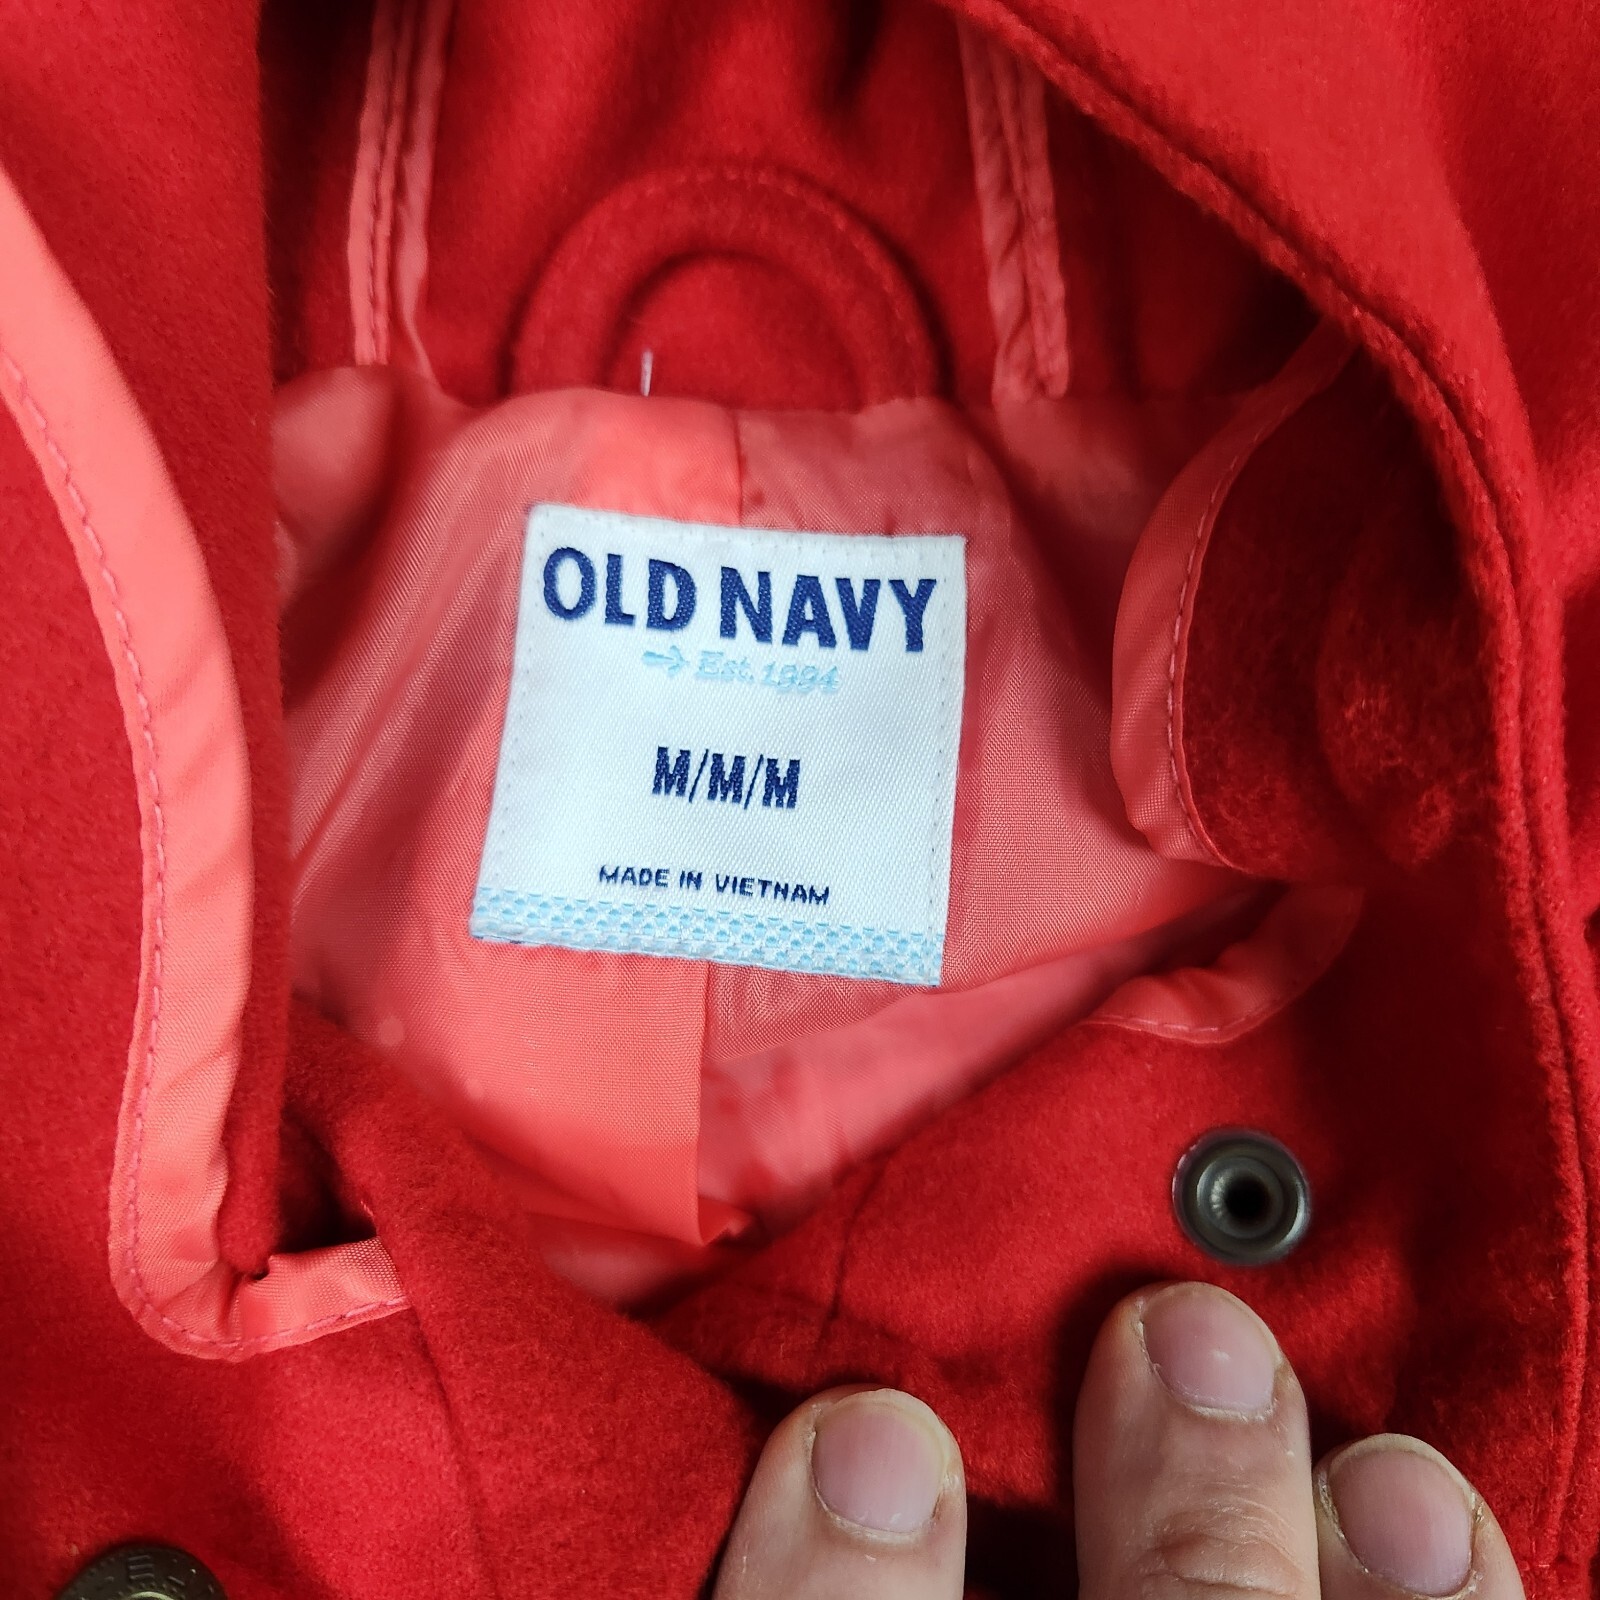 OLD NAVY
Est. 1994
M/M/M
MADE IN VIETNAM